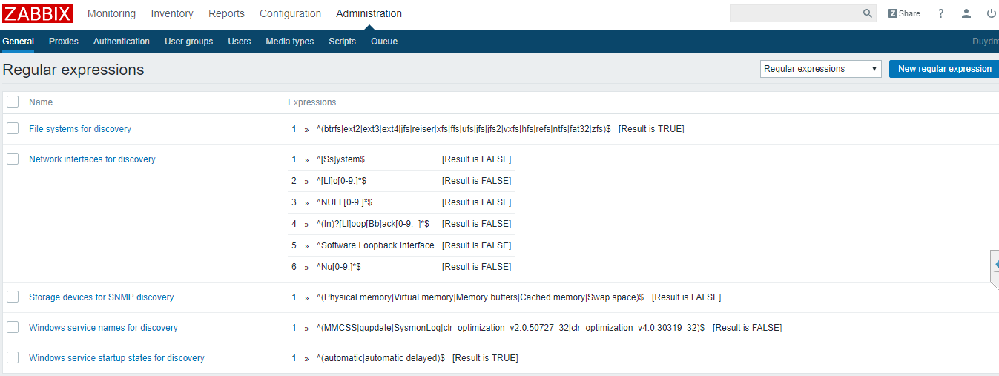 ZABBIX Monitoring Inventory Reports Configuration Administration Z Share ?
General Proxies Authentication User groups Users Media types Scripts Queue Duydm
Regular expressions Regular expressions ▼ New regular expression
Name Expressions
File systems for discovery 1 » ^(btrfs|ext2|ext3|ext4|jfs|reiser|xfs|ffs|ufs|jfs|jfs2|vxfs|hfs|refs|ntfs|fat32|zfs)$ [Result is TRUE]
Network interfaces for discovery 1 » ^[Ss]ystem$ [Result is FALSE]
2 » ^[Ll]o[0-9.]*$ [Result is FALSE]
3 » ^NULL[0-9.]*$ [Result is FALSE]
4 » ^(In)?[Ll]oop[Bb]ack[0-9._]*$ [Result is FALSE]
5 » ^Software Loopback Interface [Result is FALSE]
6 » ^Nu[0-9.]*$ [Result is FALSE]
Storage devices for SNMP discovery 1 » ^(Physical memory|Virtual memory|Memory buffers|Cached memory|Swap space)$ [Result is FALSE]
Windows service names for discovery 1 » ^(MMCSS|gupdate|SysmonLog|clr_optimization_v2.0.50727_32|clr_optimization_v4.0.30319_32)$ [Result is FALSE]
Windows service startup states for discovery 1 » ^(automatic|automatic delayed)$ [Result is TRUE]